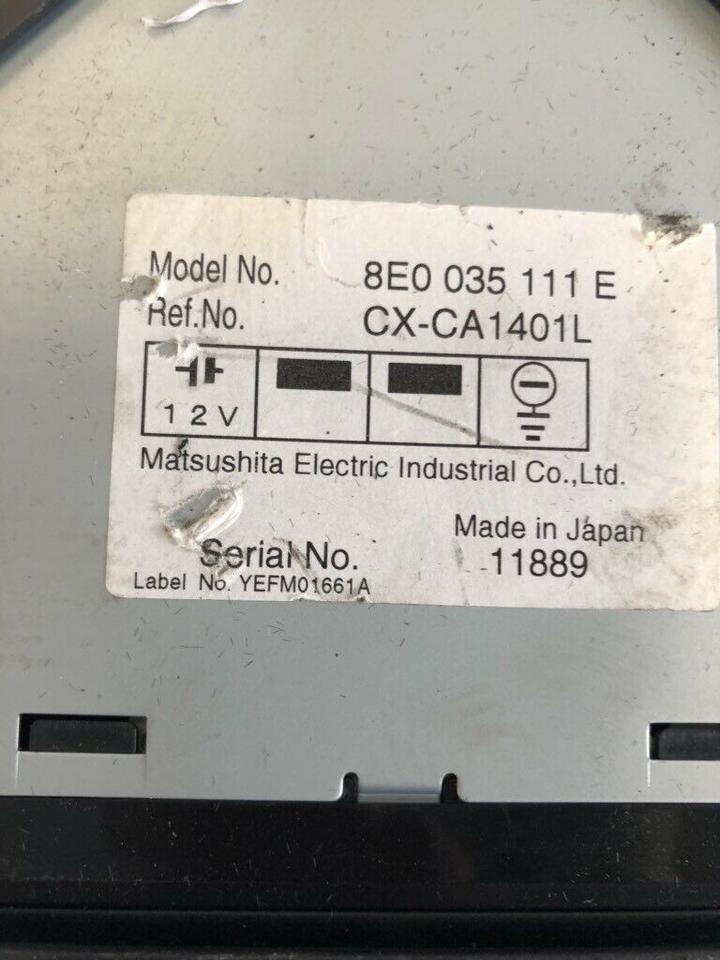 Model No. 8E0 035 111 E
Ref.No. CX-CA1401L
12V
Matsushita Electric Industrial Co.,Ltd.
Made in Japan
Serial No. 11889
Label No. YEFM01661A